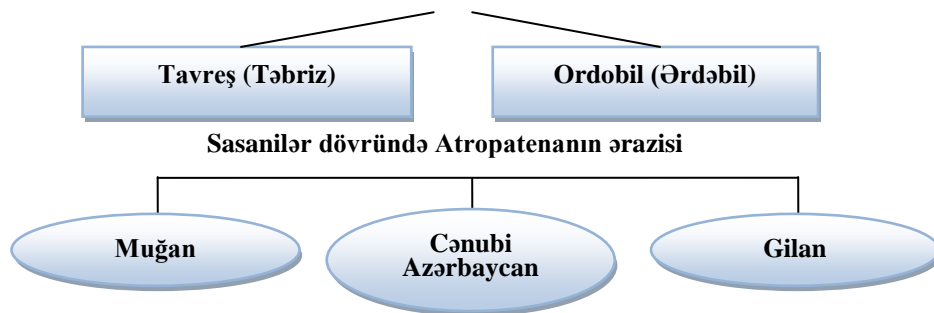 Tavreş (Təbriz)
Ordobil (Ərdəbil)
Sasanilər dövründə Atropatenanın ərazisi
Muğan
Cənubi
Azərbaycan
Gilan